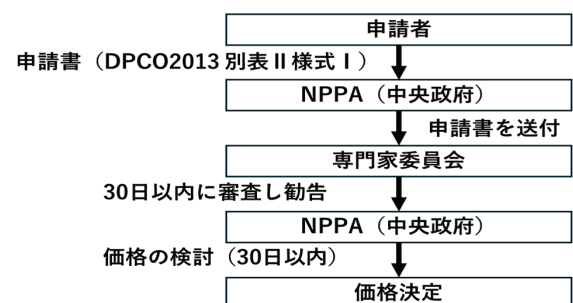 申請者
申請書（DPCO2013 別表Ⅱ様式Ⅰ）
NPPA（中央政府）
申請書を送付
専門家委員会
30日以内に審査し勧告
NPPA（中央政府）
価格の検討（30日以内）
価格決定